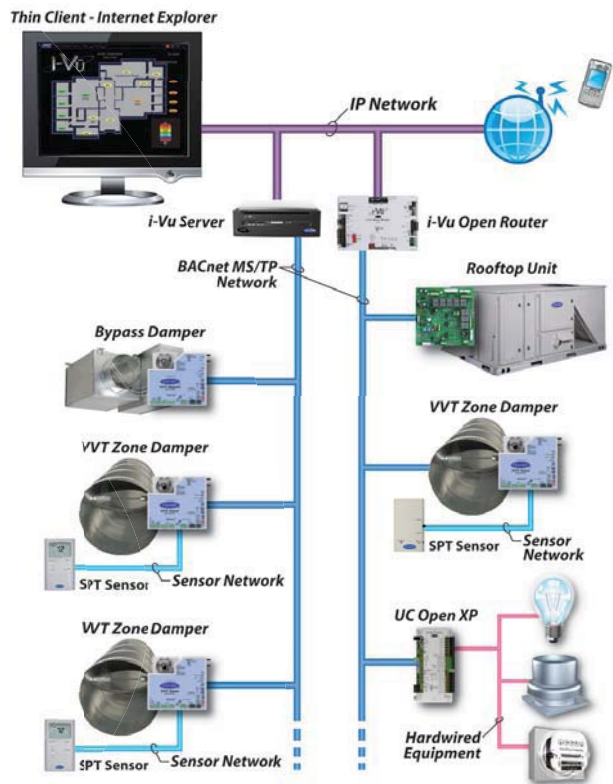 Thin Client - Internet Explorer
i-Vu
IP Network
i-Vu Server
i-Vu
i-Vu Open Router
BACnet MS/TP
Network
Rooftop Unit
Bypass Damper
VVT Zone Damper
VVT Zone Damper
SPT Sensor
Sensor Network
SPT Sensor
Sensor
Network
VVT Zone Damper
UC Open XP
SPT Sensor
Sensor Network
Hardwired
Equipment